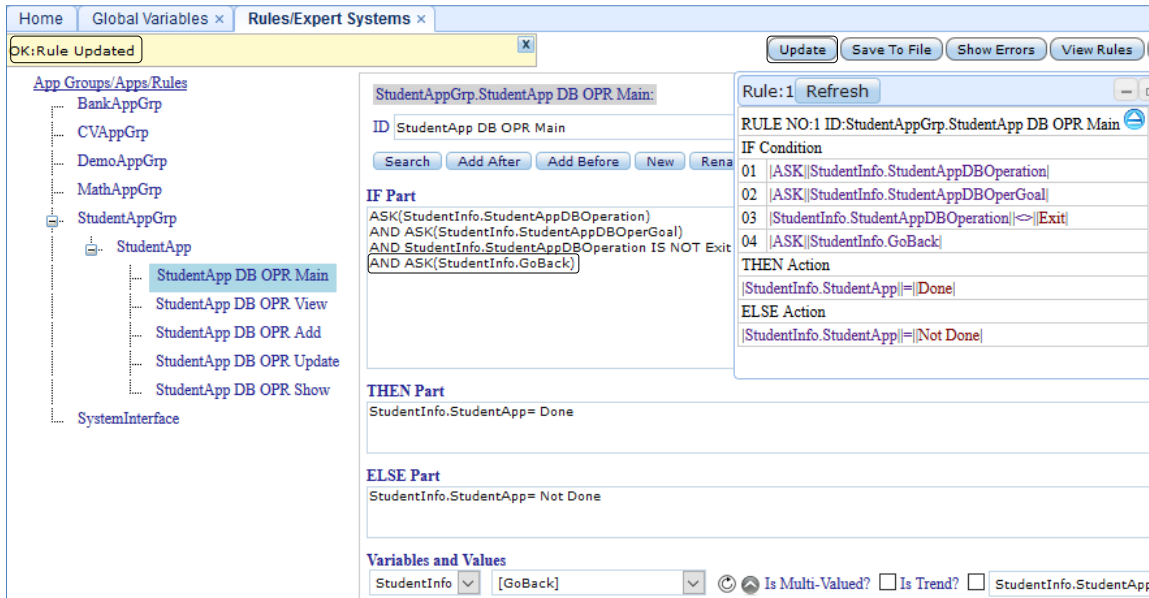 Home Global Variables × Rules/Expert Systems ×
OK:Rule Updated x
Update Save To File Show Errors View Rules
App Groups/Apps/Rules
BankAppGrp
CVAppGrp
DemoAppGrp
MathAppGrp
StudentAppGrp
StudentApp
StudentApp DB OPR Main
StudentApp DB OPR View
StudentApp DB OPR Add
StudentApp DB OPR Update
StudentApp DB OPR Show
SystemInterface
StudentAppGrp.StudentApp DB OPR Main:
ID StudentApp DB OPR Main
Search Add After Add Before New Rena
IF Part
ASK(StudentInfo.StudentAppDBOperation)
AND ASK(StudentInfo.StudentAppDBOperGoal)
AND StudentInfo.StudentAppDBOperation IS NOT Exit
AND ASK(StudentInfo.GoBack)
THEN Part
StudentInfo.StudentApp= Done
ELSE Part
StudentInfo.StudentApp= Not Done
Variables and Values
StudentInfo [GoBack] Is Multi-Valued? Is Trend? StudentInfo.StudentApp
Rule:1 Refresh
RULE NO:1 ID:StudentAppGrp.StudentApp DB OPR Main
IF Condition
01 |ASK||StudentInfo.StudentAppDBOperation|
02 |ASK||StudentInfo.StudentAppDBOperGoal|
03 |StudentInfo.StudentAppDBOperation||<>||Exit|
04 |ASK||StudentInfo.GoBack|
THEN Action
|StudentInfo.StudentApp||=||Done|
ELSE Action
|StudentInfo.StudentApp||=||Not Done|